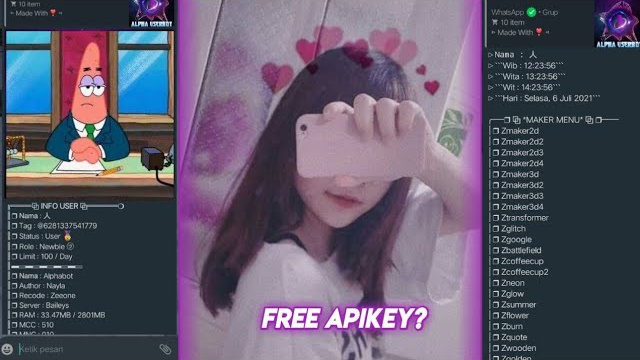 10 item
• Made With❣️ •
ALPHA USERBOT
INFO USER
Nama : 人
Tag : @6281337541779
Status : User 🏅
Role : Newbie ㋡
Limit : 100 / Day
Nama : Alphabot
Author : Nayla
Recode : Zeeone
Server : Baileys
RAM : 33.47MB / 2801MB
MCC : 510
MNC : 010
Ketik pesan
FREE APIKEY?
WhatsApp ✅ • Grup
10 item
• Made With❣️ •
ALPHA USERBOT
▷Nama : 人
▷```Wib : 12:23:56```
▷```Wita : 13:23:56```
▷```Wit : 14:23:56```
▷```Hari : Selasa, 6 Juli 2021```
*MAKER MENU*
Zmaker2d
Zmaker2d2
Zmaker2d3
Zmaker2d4
Zmaker3d
Zmaker3d2
Zmaker3d3
Zmaker3d4
Ztransformer
Zglitch
Zgoogle
Zbattlefield
Zcoffeecup
Zcoffeecup2
Zneon
Zglow
Zsummer
Zflower
Zburn
Zquote
Zwooden
Zgolden